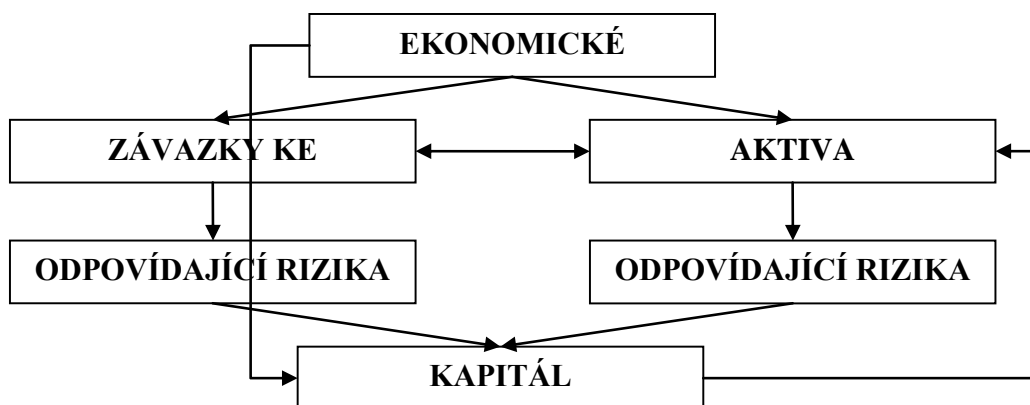 EKONOMICKÉ
ZÁVAZKY KE
AKTIVA
ODPOVÍDAJÍCÍ RIZIKA
ODPOVÍDAJÍCÍ RIZIKA
KAPITÁL